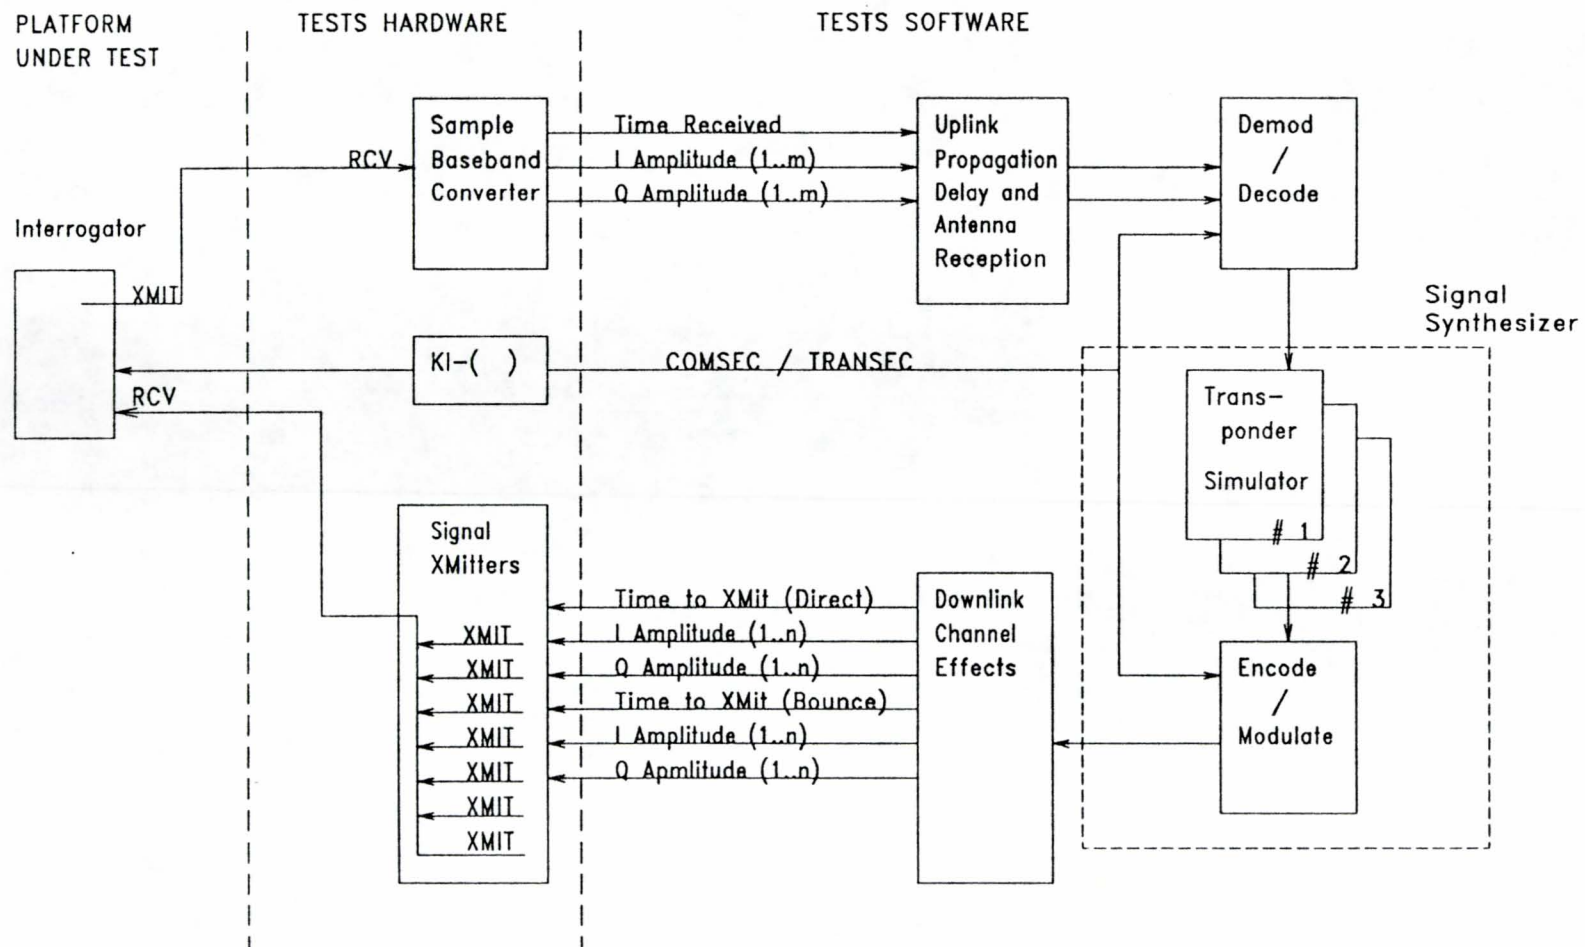 PLATFORM
UNDER TEST
TESTS HARDWARE
TESTS SOFTWARE
Interrogator
XMIT
RCV
RCV
Sample
Baseband
Converter
Time Received
I Amplitude (1..m)
Q Amplitude (1..m)
Uplink
Propagation
Delay and
Antenna
Reception
Demod
/
Decode
KI-( )
COMSEC / TRANSEC
Signal
Synthesizer
Trans-
ponder
Simulator
# 1
# 2
# 3
Signal
XMitters
XMIT
XMIT
XMIT
XMIT
XMIT
XMIT
XMIT
Time to XMit (Direct)
I Amplitude (1..n)
Q Amplitude (1..n)
Time to XMit (Bounce)
I Amplitude (1..n)
Q Apmlitude (1..n)
Downlink
Channel
Effects
Encode
/
Modulate